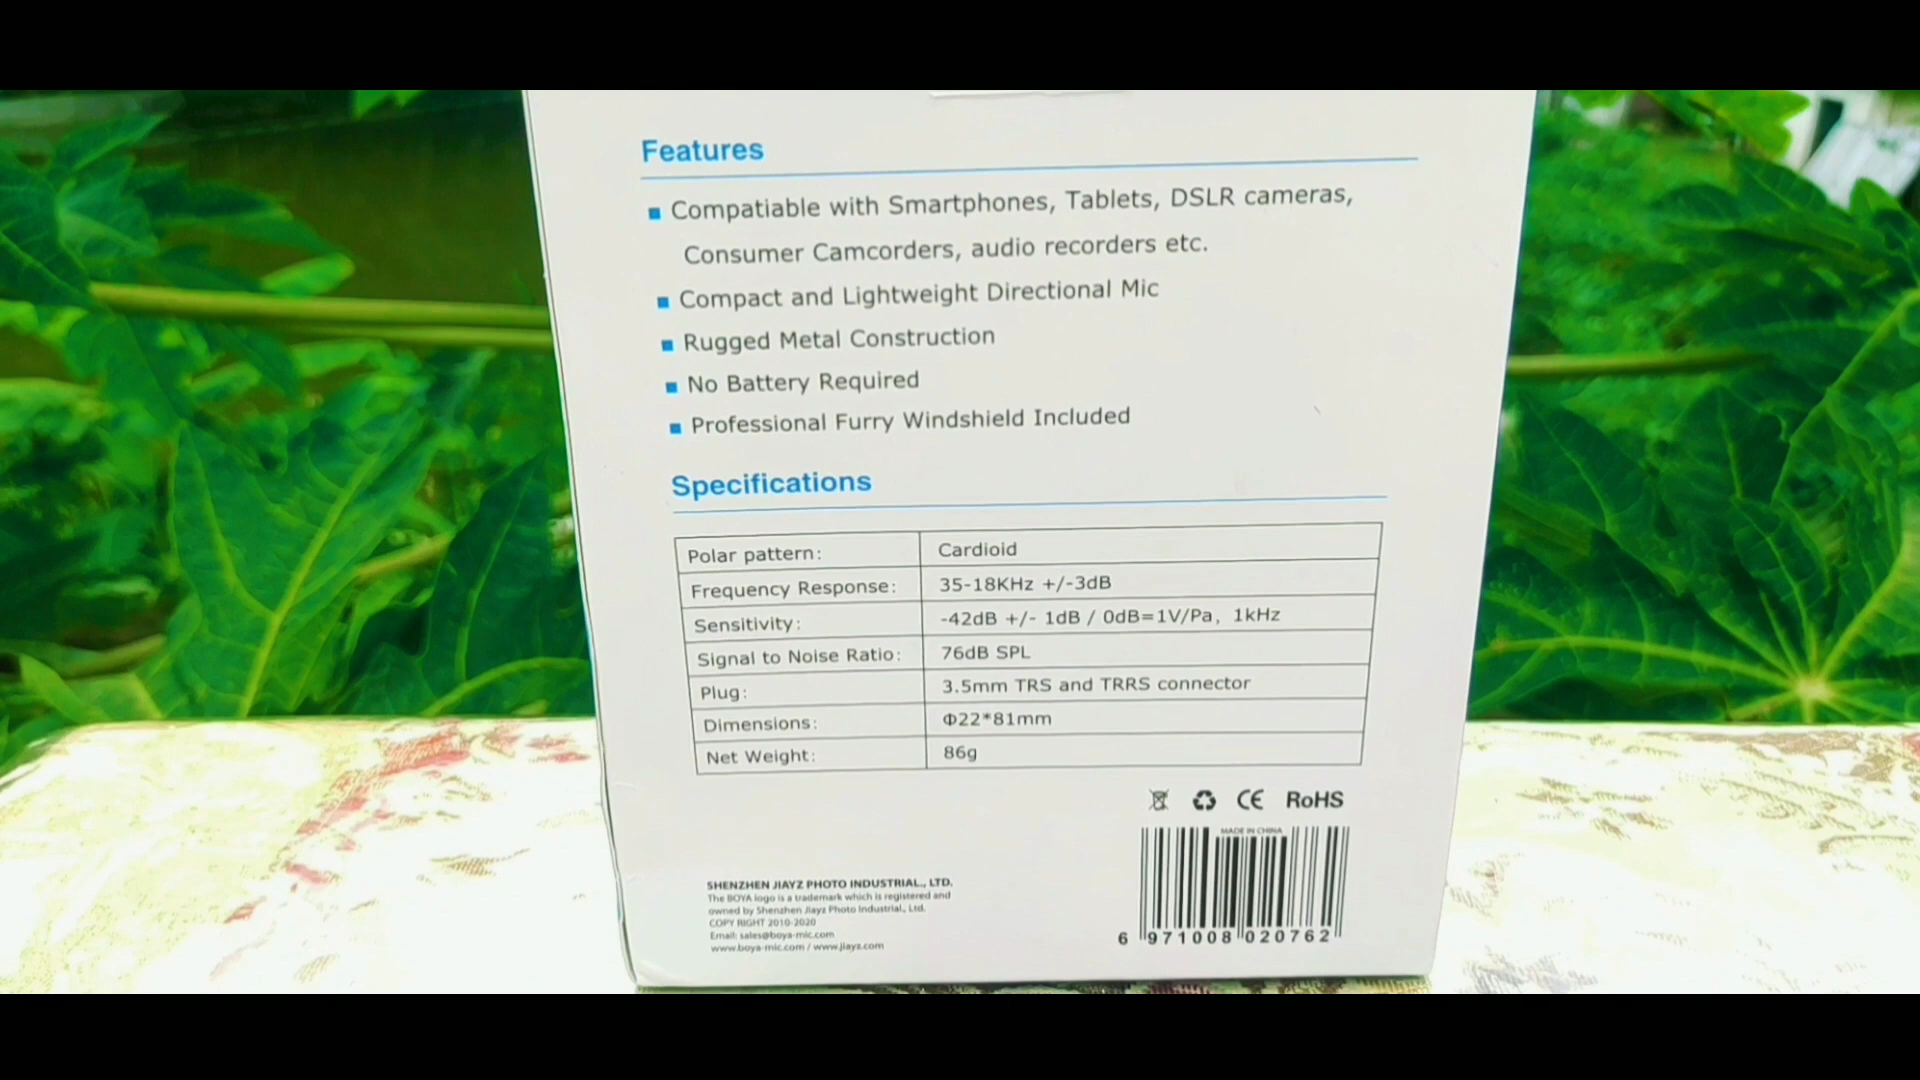 Features
Compatiable with Smartphones, Tablets, DSLR cameras,
Consumer Camcorders, audio recorders etc.
Compact and Lightweight Directional Mic
Rugged Metal Construction
No Battery Required
Professional Furry Windshield Included
Specifications
Polar pattern: Cardioid
Frequency Response: 35-18KHz +/-3dB
Sensitivity: -42dB +/- 1dB / 0dB=1V/Pa, 1kHz
Signal to Noise Ratio: 76dB SPL
Plug: 3.5mm TRS and TRRS connector
Dimensions: Φ22*81mm
Net Weight: 86g
CE RoHS
MADE IN CHINA
SHENZHEN JIAYZ PHOTO INDUSTRIAL., LTD.
The BOYA logo is a trademark which is registered and
owned by Shenzhen Jiayz Photo Industrial., Ltd.
COPY RIGHT 2010-2020
Email: sales@boya-mic.com
www.boya-mic.com / www.jiayz.com
6 971008 020762